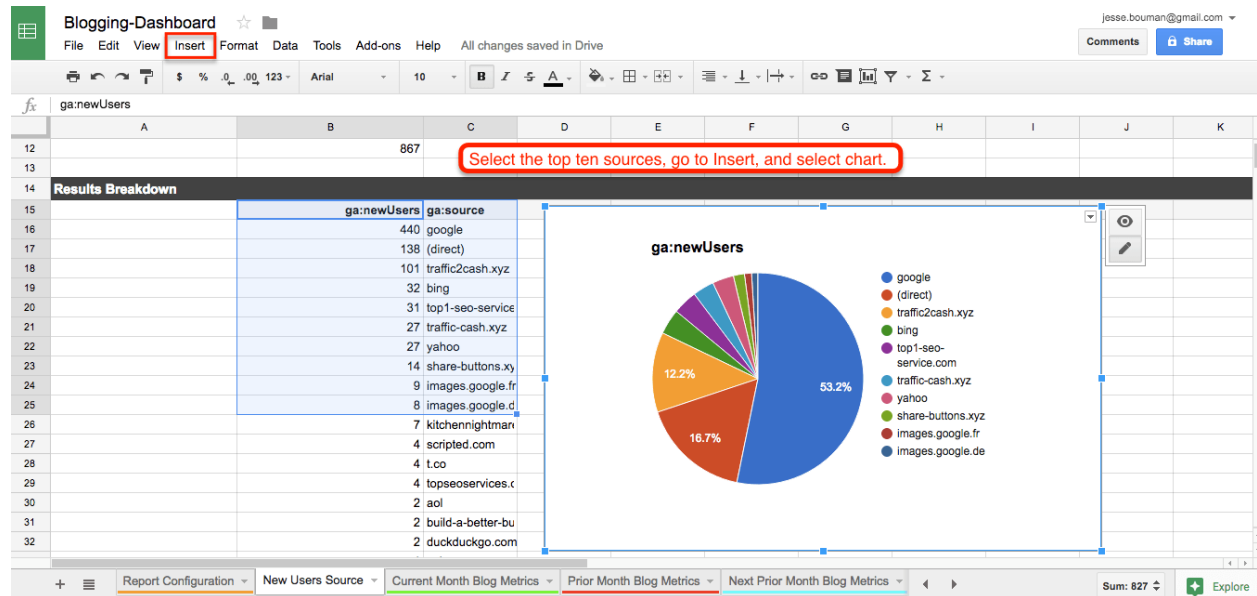 Blogging-Dashboard
jesse.bouman@gmail.com
File Edit View Insert Format Data Tools Add-ons Help All changes saved in Drive
Comments
Share
$ % .0 .00 123 Arial 10 B I S A Σ
fx ga:newUsers
A B C D E F G H I J K
12 867
13
Select the top ten sources, go to Insert, and select chart.
14 Results Breakdown
15 ga:newUsers ga:source
16 440 google
17 138 (direct)
18 101 traffic2cash.xyz
19 32 bing
20 31 top1-seo-service
21 27 traffic-cash.xyz
22 27 yahoo
23 14 share-buttons.xy
24 9 images.google.fr
25 8 images.google.d
26 7 kitchennightmar
27 4 scripted.com
28 4 t.co
29 4 topseoservices.c
30 2 aol
31 2 build-a-better-bu
32 2 duckduckgo.com
ga:newUsers
53.2%
16.7%
12.2%
google
(direct)
traffic2cash.xyz
bing
top1-seo-
service.com
traffic-cash.xyz
yahoo
share-buttons.xyz
images.google.fr
images.google.de
Report Configuration
New Users Source
Current Month Blog Metrics
Prior Month Blog Metrics
Next Prior Month Blog Metrics
Sum: 827
Explore